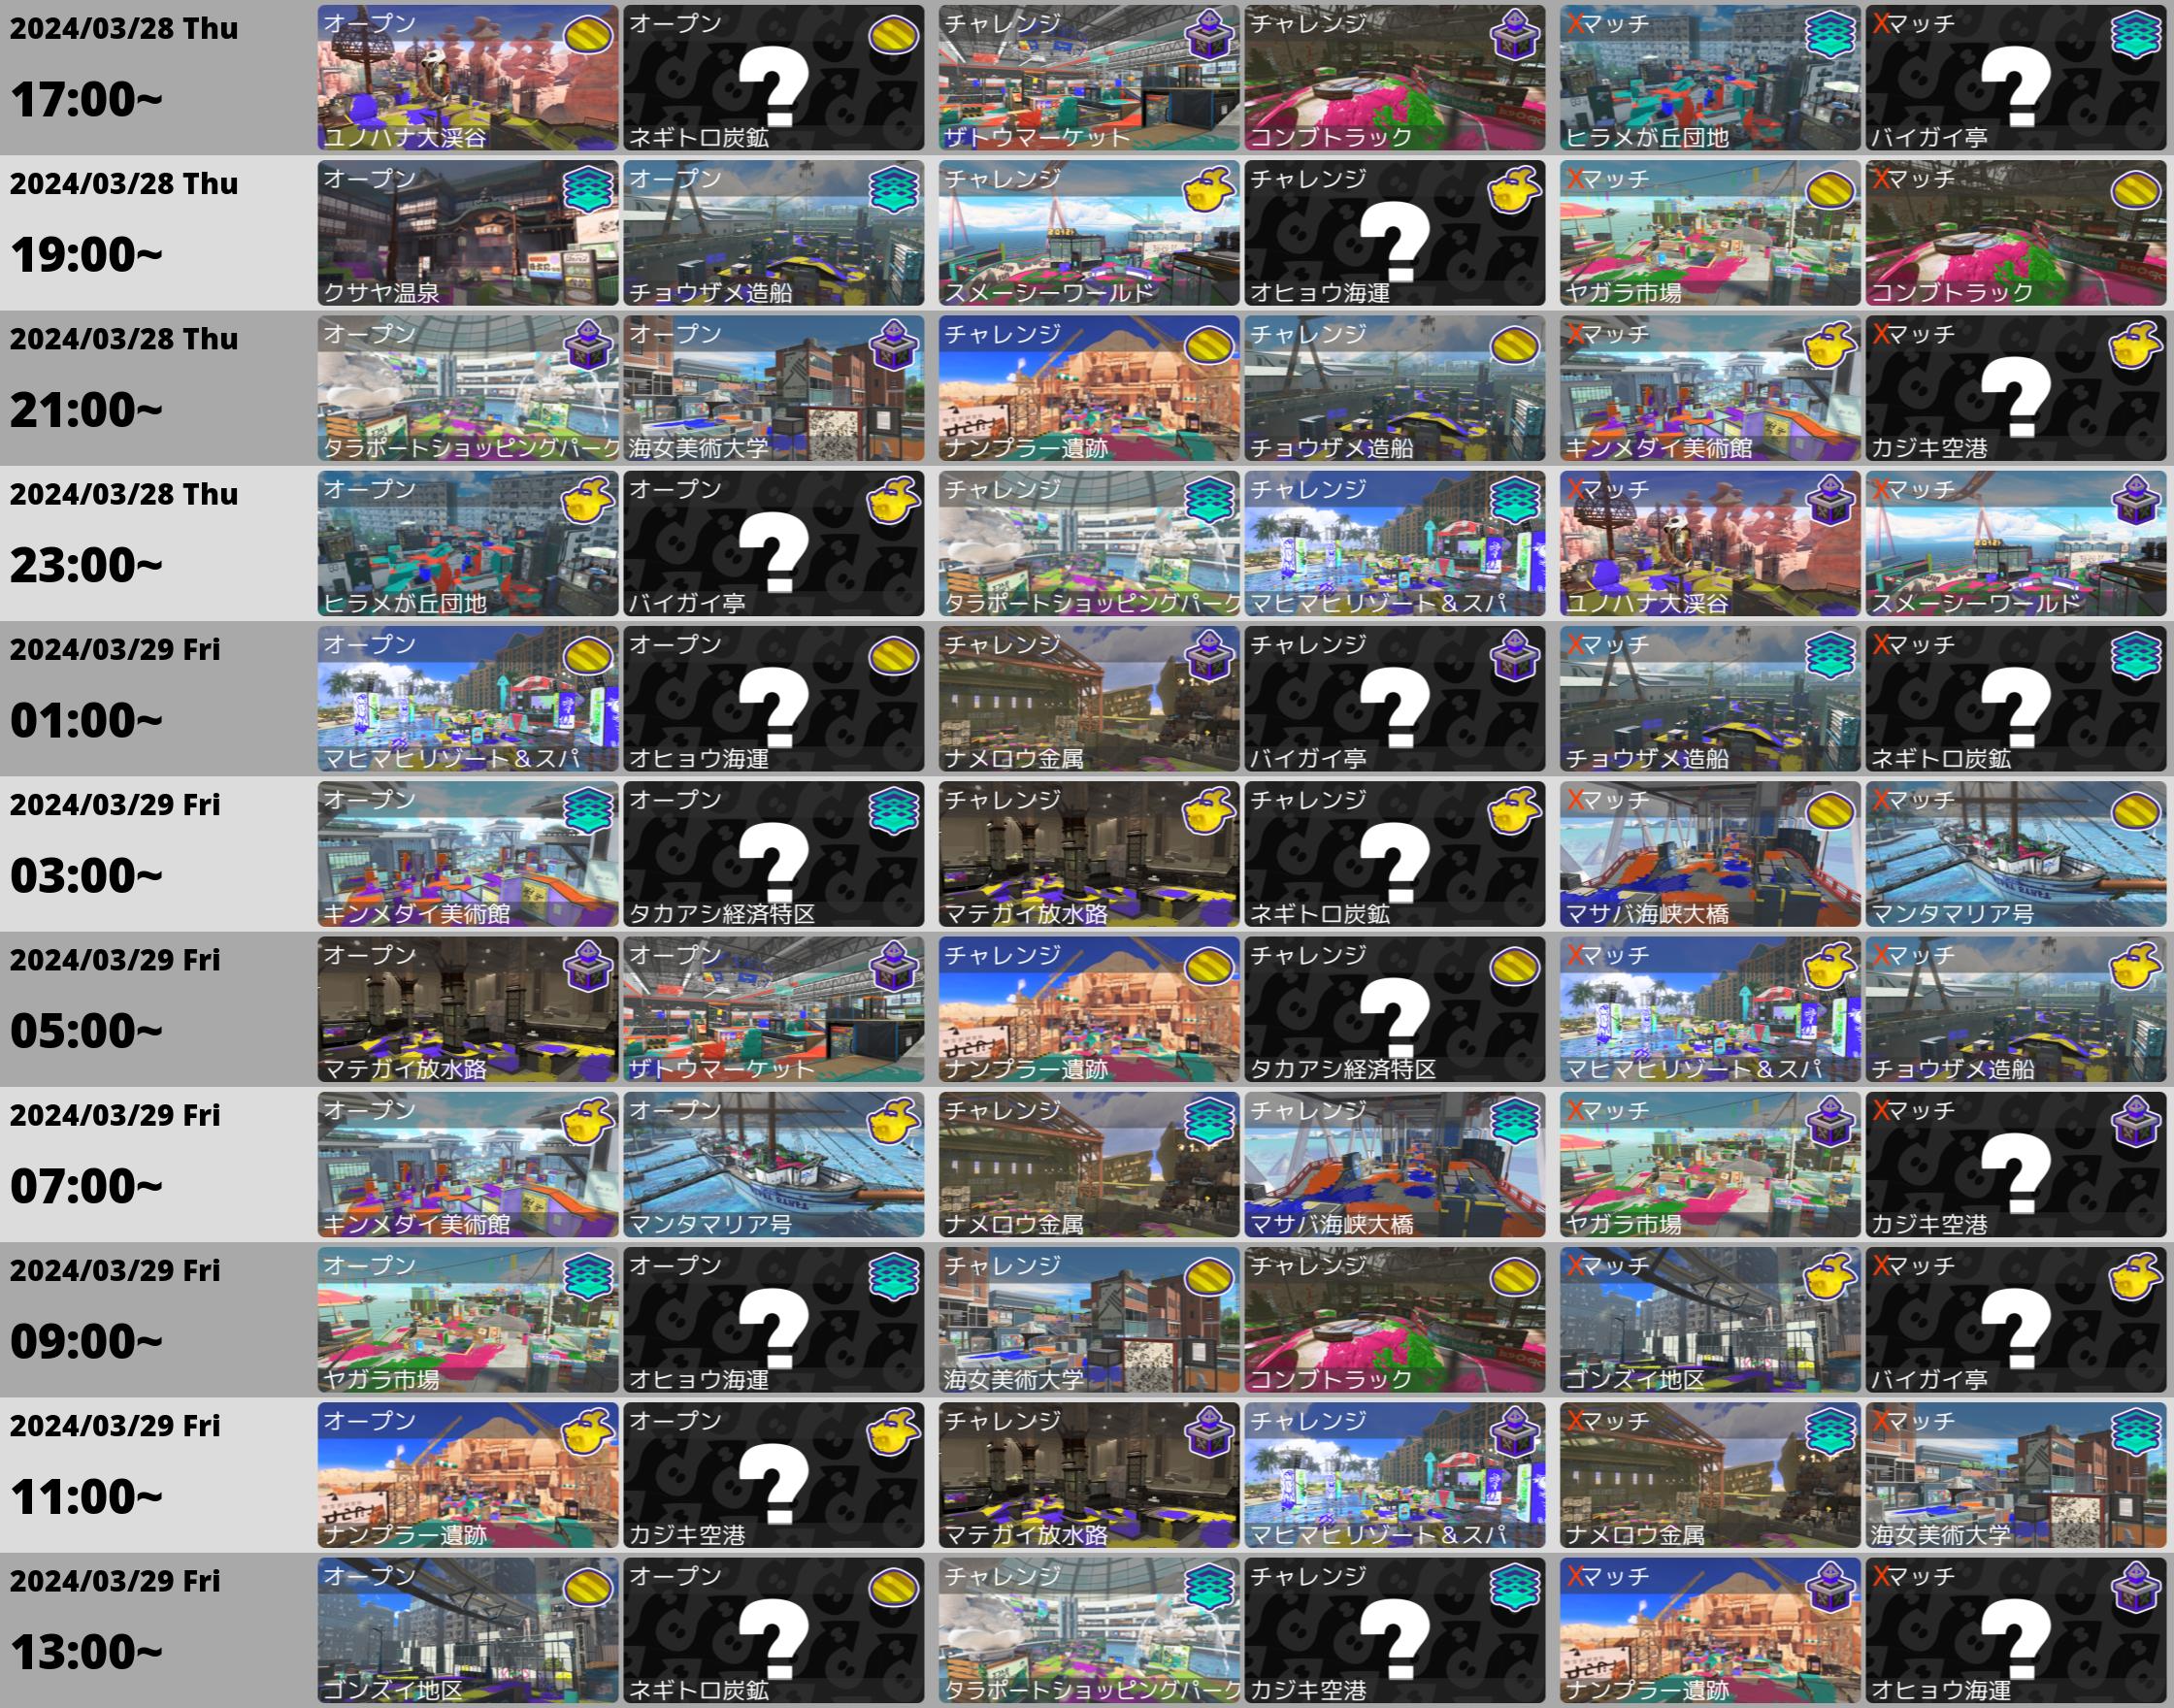 2024/03/28 Thu
17:00~
オープン
ユノハナ大渓谷
オープン
ネギトロ炭鉱
チャレンジ
ザトウマーケット
チャレンジ
コンブトラック
Xマッチ
ヒラメが丘団地
Xマッチ
バイガイ亭
2024/03/28 Thu
19:00~
オープン
クサヤ温泉
オープン
チョウザメ造船
チャレンジ
スメーシーワールド
チャレンジ
オヒョウ海運
Xマッチ
ヤガラ市場
Xマッチ
コンブトラック
2024/03/28 Thu
21:00~
オープン
タラポートショッピングパーク
オープン
海女美術大学
チャレンジ
ナンプラー遺跡
チャレンジ
チョウザメ造船
Xマッチ
キンメダイ美術館
Xマッチ
カジキ空港
2024/03/28 Thu
23:00~
オープン
ヒラメが丘団地
オープン
バイガイ亭
チャレンジ
タラポートショッピングパーク
チャレンジ
マヒマヒリゾート＆スパ
Xマッチ
ユノハナ大渓谷
Xマッチ
スメーシーワールド
2024/03/29 Fri
01:00~
オープン
マヒマヒリゾート＆スパ
オープン
オヒョウ海運
チャレンジ
ナメロウ金属
チャレンジ
バイガイ亭
Xマッチ
チョウザメ造船
Xマッチ
ネギトロ炭鉱
2024/03/29 Fri
03:00~
オープン
キンメダイ美術館
オープン
タカアシ経済特区
チャレンジ
マテガイ放水路
チャレンジ
ネギトロ炭鉱
Xマッチ
マサバ海峡大橋
Xマッチ
マンタマリア号
2024/03/29 Fri
05:00~
オープン
マテガイ放水路
オープン
ザトウマーケット
チャレンジ
ナンプラー遺跡
チャレンジ
タカアシ経済特区
Xマッチ
マヒマヒリゾート＆スパ
Xマッチ
チョウザメ造船
2024/03/29 Fri
07:00~
オープン
キンメダイ美術館
オープン
マンタマリア号
チャレンジ
ナメロウ金属
チャレンジ
マサバ海峡大橋
Xマッチ
ヤガラ市場
Xマッチ
カジキ空港
2024/03/29 Fri
09:00~
オープン
ヤガラ市場
オープン
オヒョウ海運
チャレンジ
海女美術大学
チャレンジ
コンブトラック
Xマッチ
ゴンズイ地区
Xマッチ
バイガイ亭
2024/03/29 Fri
11:00~
オープン
ナンプラー遺跡
オープン
カジキ空港
チャレンジ
マテガイ放水路
チャレンジ
マヒマヒリゾート＆スパ
Xマッチ
ナメロウ金属
Xマッチ
海女美術大学
2024/03/29 Fri
13:00~
オープン
ゴンズイ地区
オープン
ネギトロ炭鉱
チャレンジ
タラポートショッピングパーク
チャレンジ
カジキ空港
Xマッチ
ナンプラー遺跡
Xマッチ
オヒョウ海運